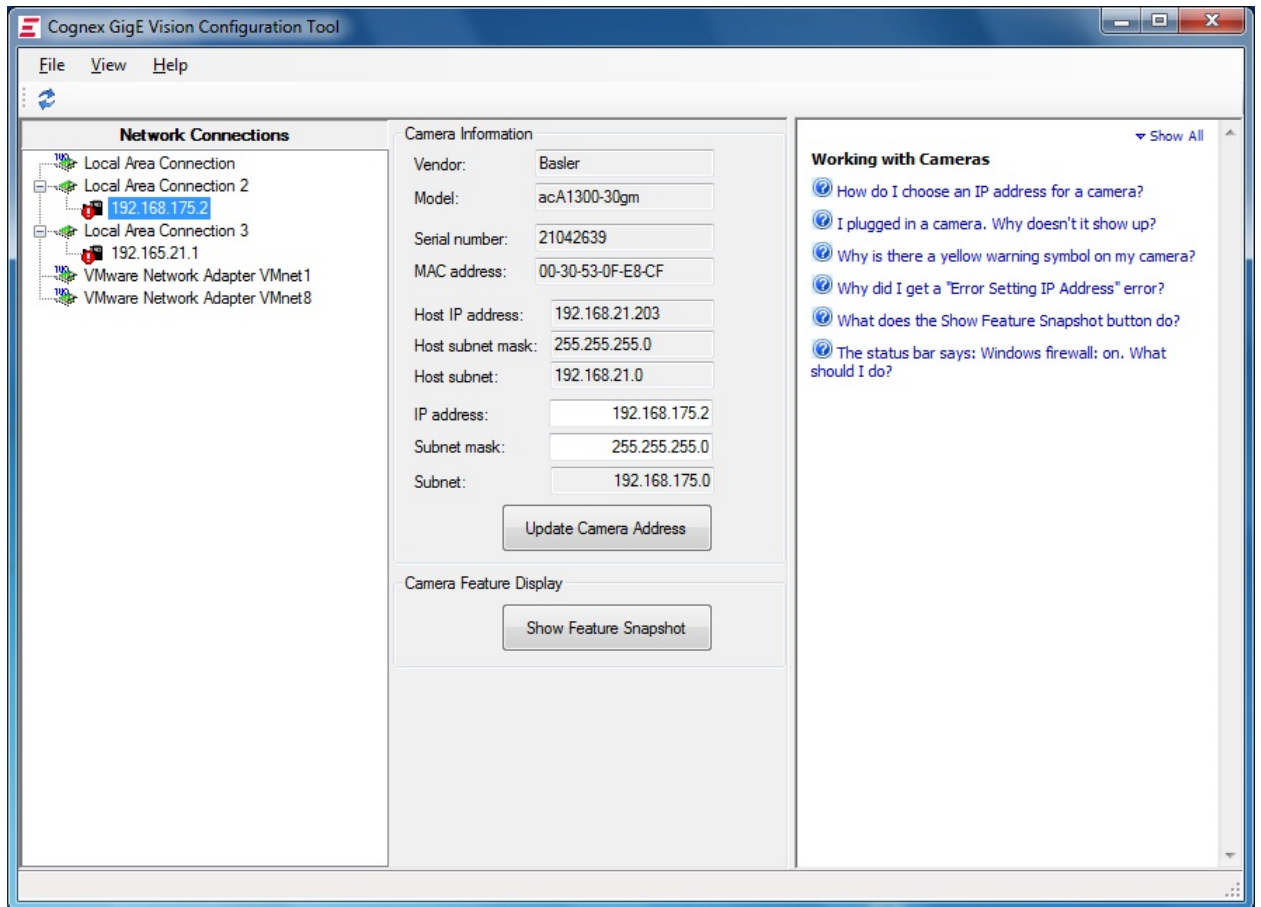 Cognex GigE Vision Configuration Tool
File View Help
Network Connections
Local Area Connection
Local Area Connection 2
192.168.175.2
Local Area Connection 3
192.165.21.1
VMware Network Adapter VMnet1
VMware Network Adapter VMnet8
Camera Information
Vendor: Basler
Model: acA1300-30gm
Serial number: 21042639
MAC address: 00-30-53-0F-E8-CF
Host IP address: 192.168.21.203
Host subnet mask: 255.255.255.0
Host subnet: 192.168.21.0
IP address: 192.168.175.2
Subnet mask: 255.255.255.0
Subnet: 192.168.175.0
Update Camera Address
Camera Feature Display
Show Feature Snapshot
Show All
Working with Cameras
How do I choose an IP address for a camera?
I plugged in a camera. Why doesn't it show up?
Why is there a yellow warning symbol on my camera?
Why did I get a "Error Setting IP Address" error?
What does the Show Feature Snapshot button do?
The status bar says: Windows firewall: on. What
should I do?